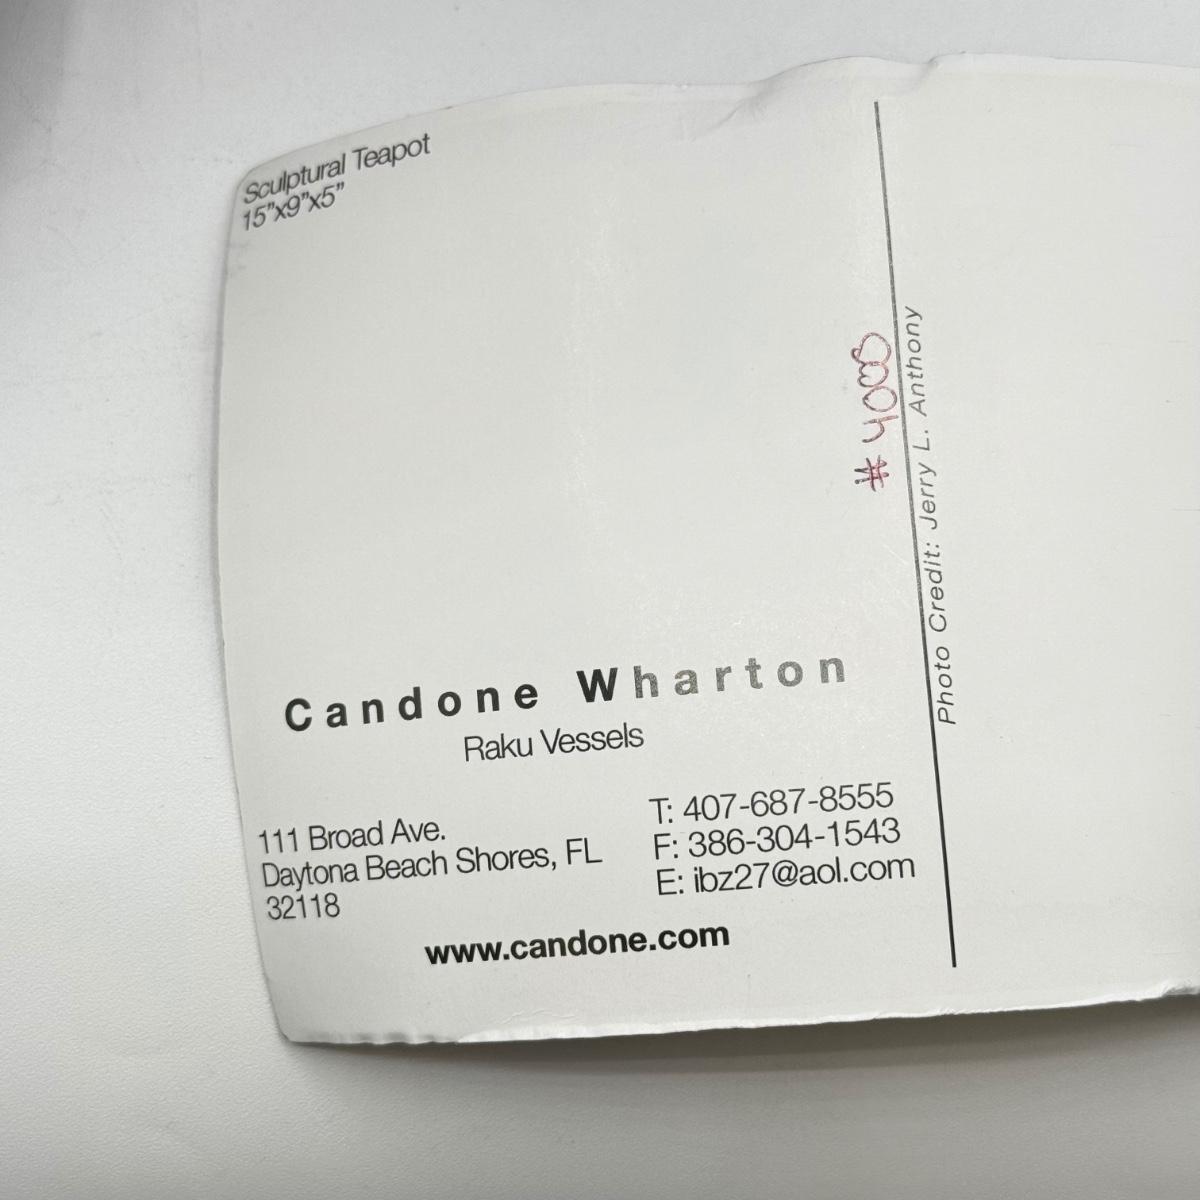 Sculptural Teapot
15”x9”x5”
# 4000
Photo Credit: Jerry L. Anthony
Candone Wharton
Raku Vessels
111 Broad Ave.
Daytona Beach Shores, FL
32118
T: 407-687-8555
F: 386-304-1543
E: ibz27@aol.com
www.candone.com